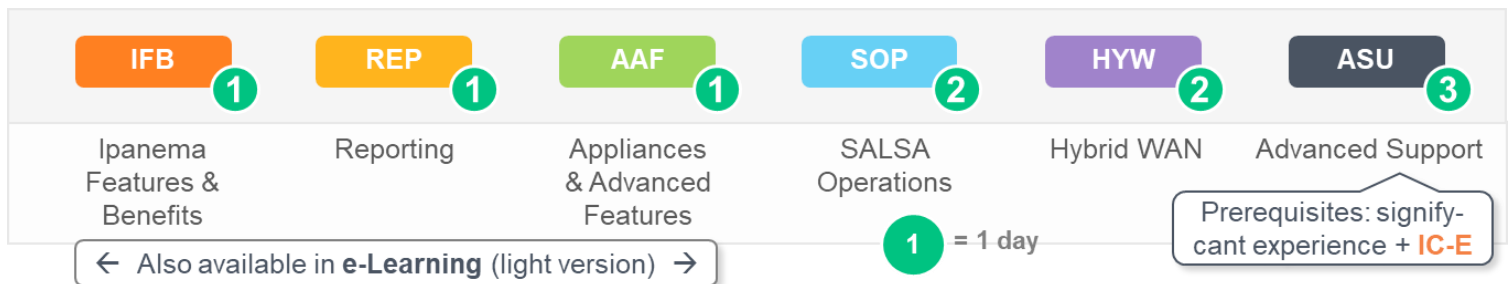 IFB 1 REP 1 AAF 1 SOP 2 HYW 2 ASU 3
Ipanema
Features &
Benefits
Reporting
Appliances
& Advanced
Features
SALSA
Operations
Hybrid WAN
Advanced Support
Prerequisites: signify-
cant experience + IC-E
1 = 1 day
← Also available in e-Learning (light version) →